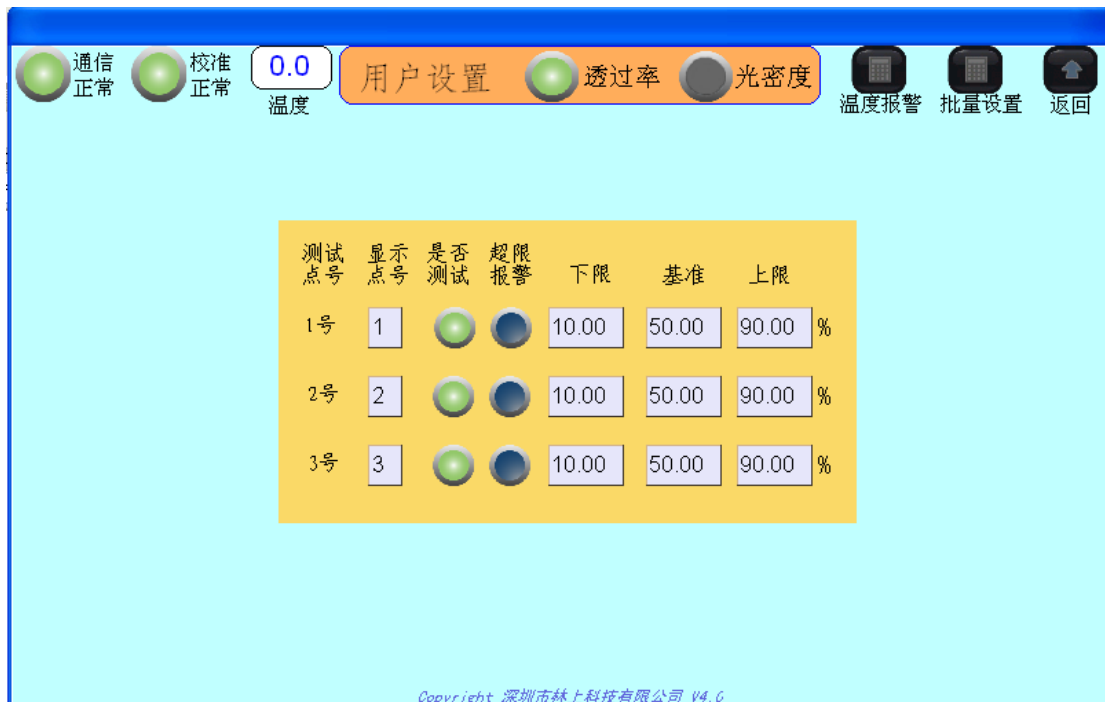 通信
正常
校准
正常
0.0
温度
用户设置
透过率
光密度
温度报警
批量设置
返回
测试
点号
显示
点号
是否
测试
超限
报警
下限
基准
上限
1号 1 10.00 50.00 90.00 %
2号 2 10.00 50.00 90.00 %
3号 3 10.00 50.00 90.00 %
Copyright 深圳市林上科技有限公司